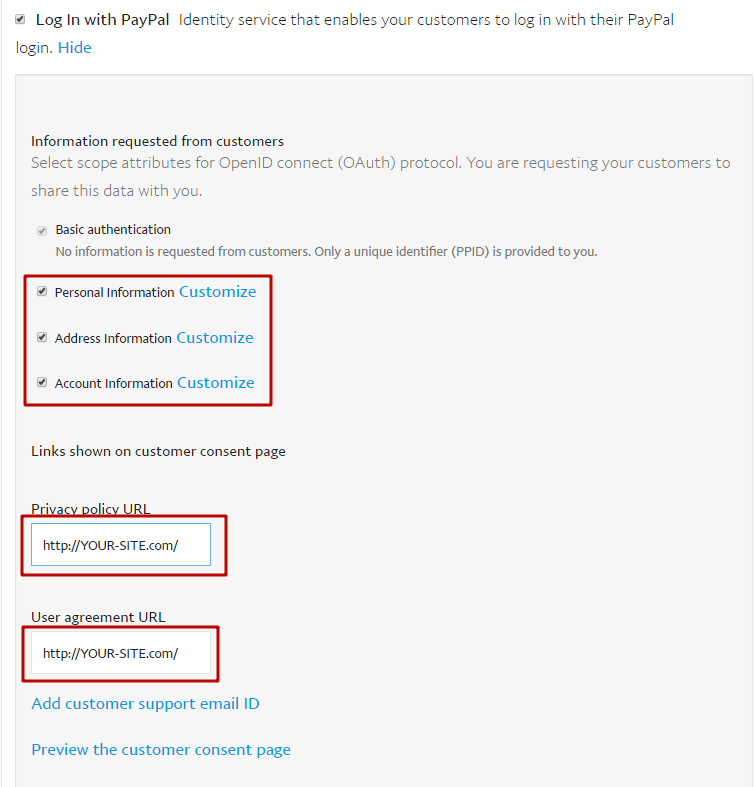 Log In with PayPal Identity service that enables your customers to log in with their PayPal
login. Hide
Information requested from customers
Select scope attributes for OpenID connect (OAuth) protocol. You are requesting your customers to
share this data with you.
Basic authentication
No information is requested from customers. Only a unique identifier (PPID) is provided to you.
Personal Information Customize
Address Information Customize
Account Information Customize
Links shown on customer consent page
Privacy policy URL
http://YOUR-SITE.com/
User agreement URL
http://YOUR-SITE.com/
Add customer support email ID
Preview the customer consent page